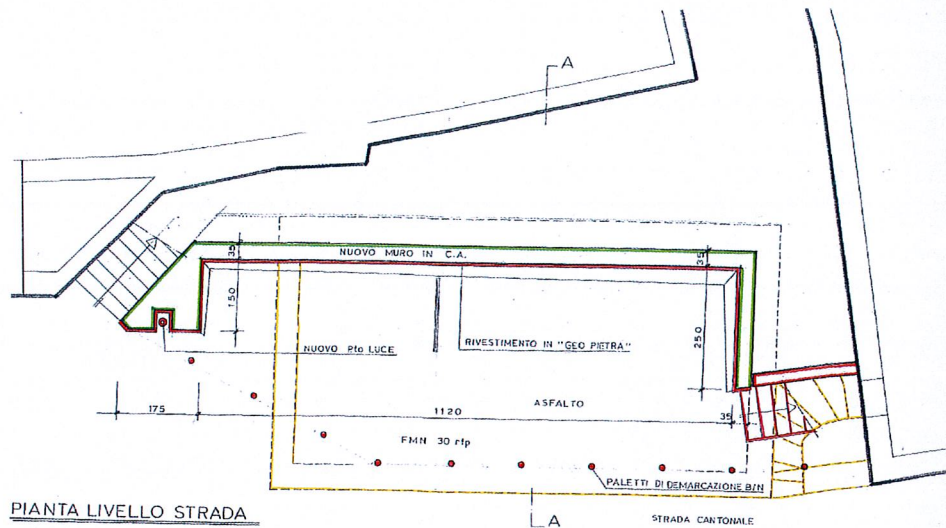 A
NUOVO MURO IN C.A.
35
35
150
250
NUOVO Pto LUCE
RIVESTIMENTO IN "GEO PIETRA"
ASFALTO
175
1120
35
FMN 30 rfp
PALETTI DI DEMARCAZIONE B/N
PIANTA LIVELLO STRADA
A
STRADA CANTONALE